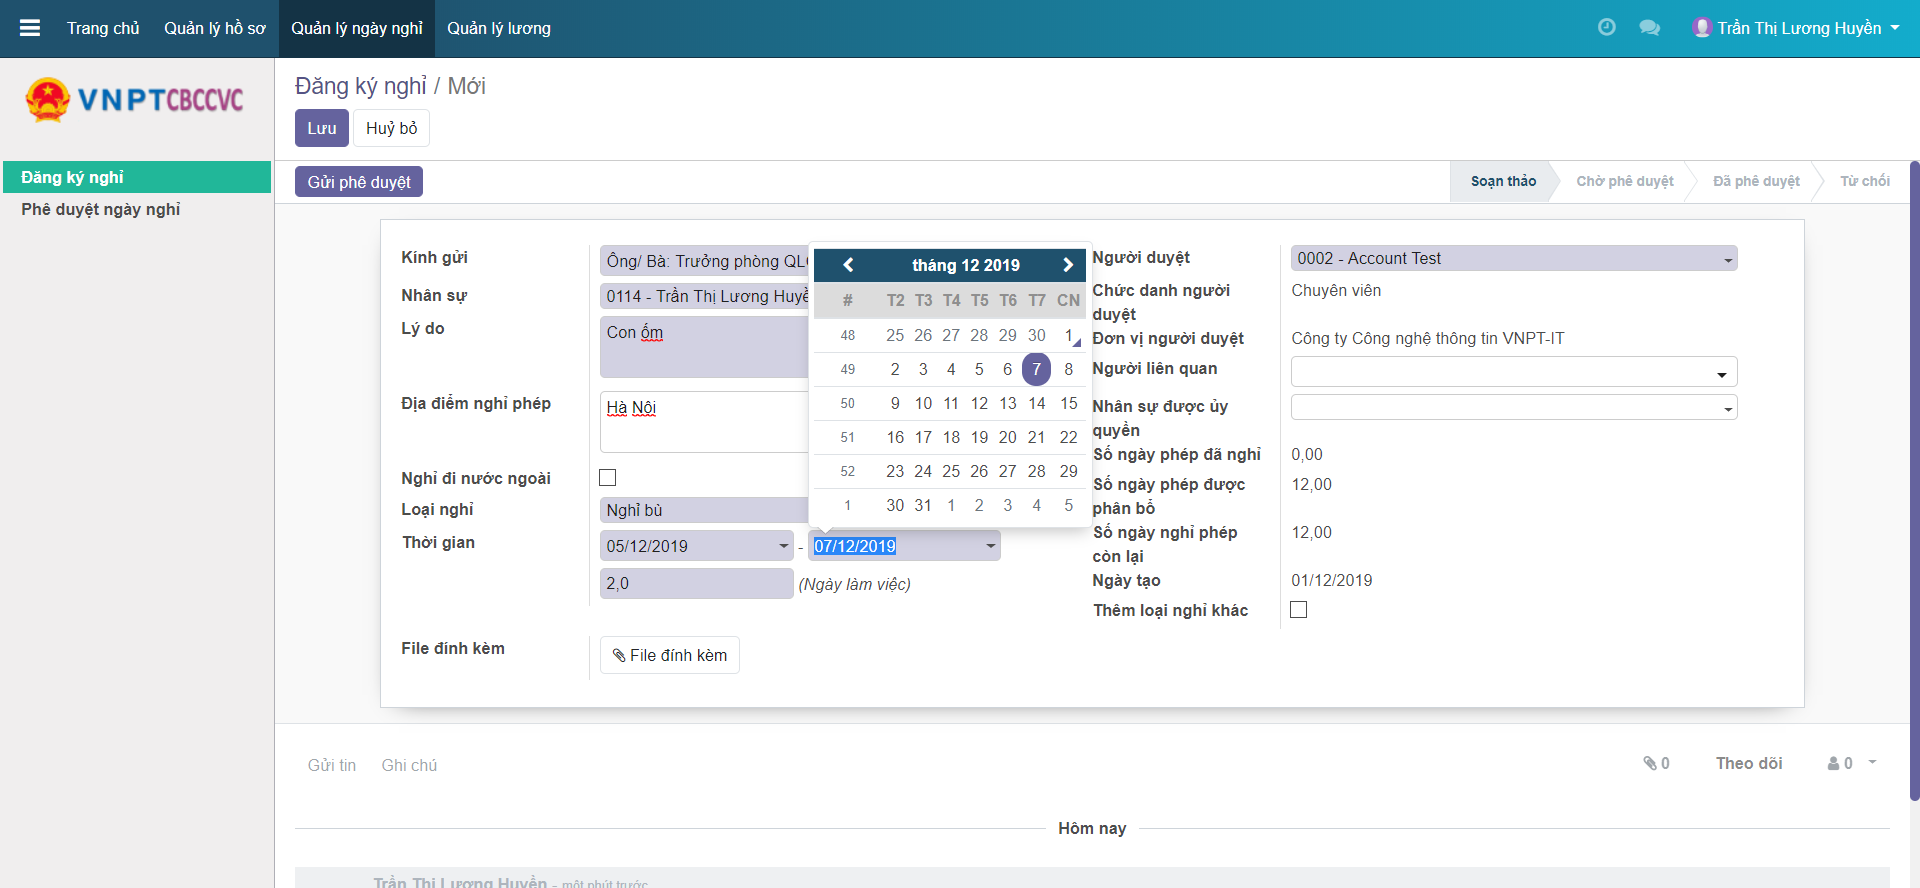 Trang chủ Quản lý hồ sơ Quản lý ngày nghỉ Quản lý lương Trần Thị Lương Huyền
VNPTCBCCVC
Đăng ký nghỉ
Phê duyệt ngày nghỉ
Đăng ký nghỉ / Mới
Lưu Huỷ bỏ
Gửi phê duyệt
Soạn thảo Chờ phê duyệt Đã phê duyệt Từ chối
Kính gửi Ông/ Bà: Trưởng phòng
Nhân sự 0114 - Trần Thị Lương
Lý do Con ốm
Địa điểm nghỉ phép Hà Nôi
Nghỉ đi nước ngoài
Loại nghỉ Nghỉ bù
Thời gian 05/12/2019 - 07/12/2019
2,0 (Ngày làm việc)
File đính kèm File đính kèm
tháng 12 2019
# T2 T3 T4 T5 T6 T7 CN
48 25 26 27 28 29 30 1
49 2 3 4 5 6 7 8
50 9 10 11 12 13 14 15
51 16 17 18 19 20 21 22
52 23 24 25 26 27 28 29
1 30 31 1 2 3 4 5
Người duyệt 0002 - Account Test
Chức danh người Chuyên viên
duyệt
Đơn vị người duyệt Công ty Công nghệ thông tin VNPT-IT
Người liên quan
Nhân sự được ủy
quyền
Số ngày phép đã nghỉ 0,00
Số ngày phép được 12,00
phân bổ
Số ngày nghỉ phép 12,00
còn lại
Ngày tạo 01/12/2019
Thêm loại nghỉ khác
Gửi tin Ghi chú 0 Theo dõi 0
Hôm nay
Trần Thị Lương Huyền - một phút trước